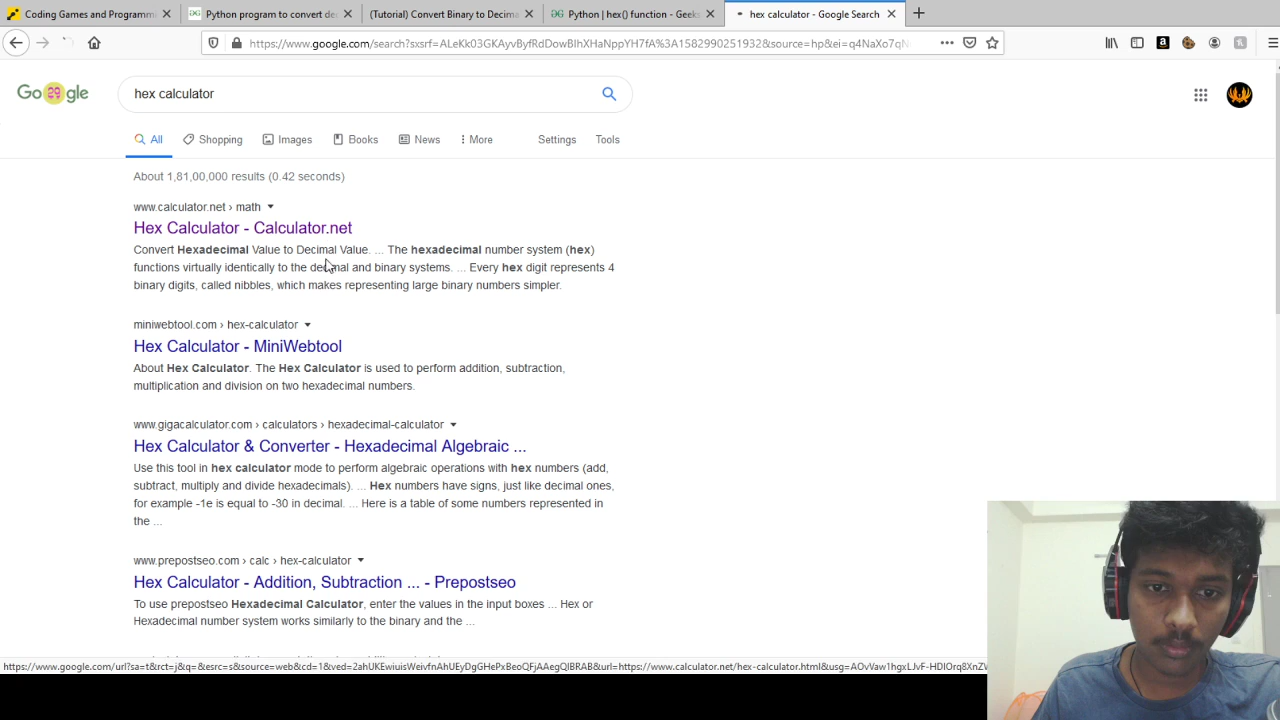 Coding Games and Programmi
Python program to convert de
(Tutorial) Convert Binary to Decima
Python | hex() function - Geeks
hex calculator - Google Search
https://www.google.com/search?sxsrf=ALeKk03GKAyvByfRdDowBIhXHaNppYH7fA%3A1582990251932&source=hp&ei=q4NaXo7qN
Google
hex calculator
All
Shopping
Images
Books
News
More
Settings
Tools
About 1,81,00,000 results (0.42 seconds)
www.calculator.net › math
Hex Calculator - Calculator.net
Convert Hexadecimal Value to Decimal Value. ... The hexadecimal number system (hex)
functions virtually identically to the decimal and binary systems. ... Every hex digit represents 4
binary digits, called nibbles, which makes representing large binary numbers simpler.
miniwebtool.com › hex-calculator
Hex Calculator - MiniWebtool
About Hex Calculator. The Hex Calculator is used to perform addition, subtraction,
multiplication and division on two hexadecimal numbers.
www.gigacalculator.com › calculators › hexadecimal-calculator
Hex Calculator & Converter - Hexadecimal Algebraic ...
Use this tool in hex calculator mode to perform algebraic operations with hex numbers (add,
subtract, multiply and divide hexadecimals). ... Hex numbers have signs, just like decimal ones,
for example -1e is equal to -30 in decimal. ... Here is a table of some numbers represented in
the ...
www.prepostseo.com › calc › hex-calculator
Hex Calculator - Addition, Subtraction ... - Prepostseo
To use prepostseo Hexadecimal Calculator, enter the values in the input boxes ... Hex or
Hexadecimal number system works similarly to the binary and the ...
https://www.google.com/url?sa=t&rct=j&q=&esrc=s&source=web&cd=1&ved=2ahUKEwiuisWeivfnAhUEyDgGHePxBeoQFjAAegQIBRAB&url=https://www.calculator.net/hex-calculator.html&usg=AOvVaw1hgxLJvF-HDIOrq8XnZW